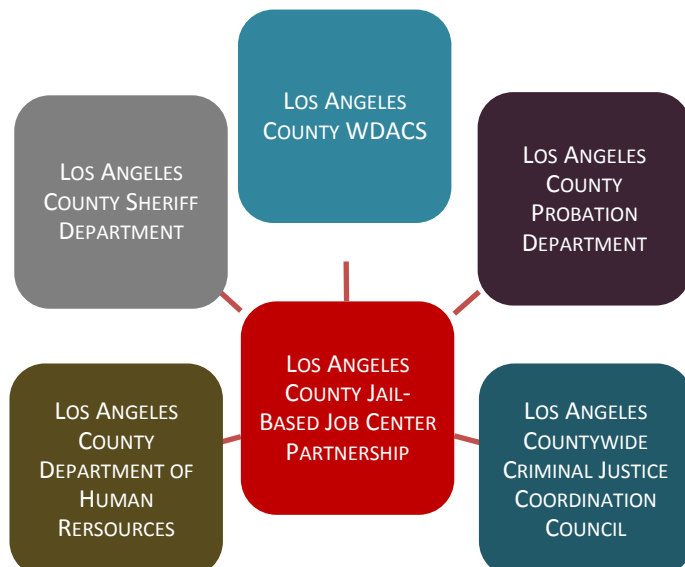 Los Angeles
County WDACS
Los Angeles
County Sheriff
Department
Los Angeles
County
Probation
Department
Los Angeles
County Jail-
Based Job Center
Partnership
Los Angeles
County
Department of
Human
Rersources
Los Angeles
Countywide
Criminal Justice
Coordination
Council